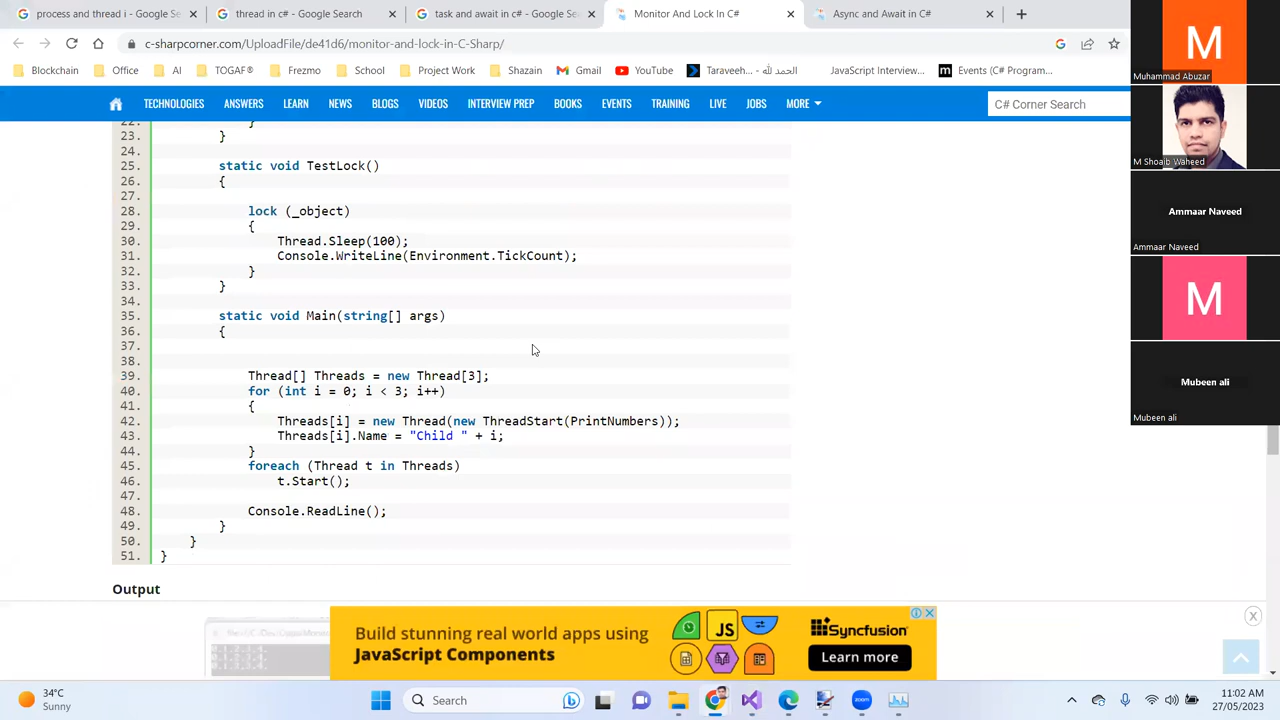 process and thread - i - Google Se
thread in c# - Google Search
task and await in c# - Google Se
Monitor And Lock In C#
Async and Await in C#
c-sharpcorner.com/UploadFile/de41d6/monitor-and-lock-in-C-Sharp/
Blockchain Office AI TOGAF® Frezmo School Project Work Shazain Gmail YouTube Taraveeh... الحمد لله JavaScript Interview... Events (C# Program...
TECHNOLOGIES ANSWERS LEARN NEWS BLOGS VIDEOS INTERVIEW PREP BOOKS EVENTS TRAINING LIVE JOBS MORE C# Corner Search
22. }
23. }
24.
25. static void TestLock()
26. {
27.
28. lock (_object)
29. {
30. Thread.Sleep(100);
31. Console.WriteLine(Environment.TickCount);
32. }
33. }
34.
35. static void Main(string[] args)
36. {
37.
38.
39. Thread[] Threads = new Thread[3];
40. for (int i = 0; i < 3; i++)
41. {
42. Threads[i] = new Thread(new ThreadStart(PrintNumbers));
43. Threads[i].Name = "Child " + i;
44. }
45. foreach (Thread t in Threads)
46. t.Start();
47.
48. Console.ReadLine();
49. }
50. }
51. }
Output
Build stunning real world apps using
JavaScript Components
JS
Syncfusion
Learn more
M
Muhammad Abuzar
M Shoaib Waheed
Ammaar Naveed
Ammaar Naveed
M
Mubeen ali
Mubeen ali
34°C
Sunny
Search
zoom
11:02 AM
27/05/2023